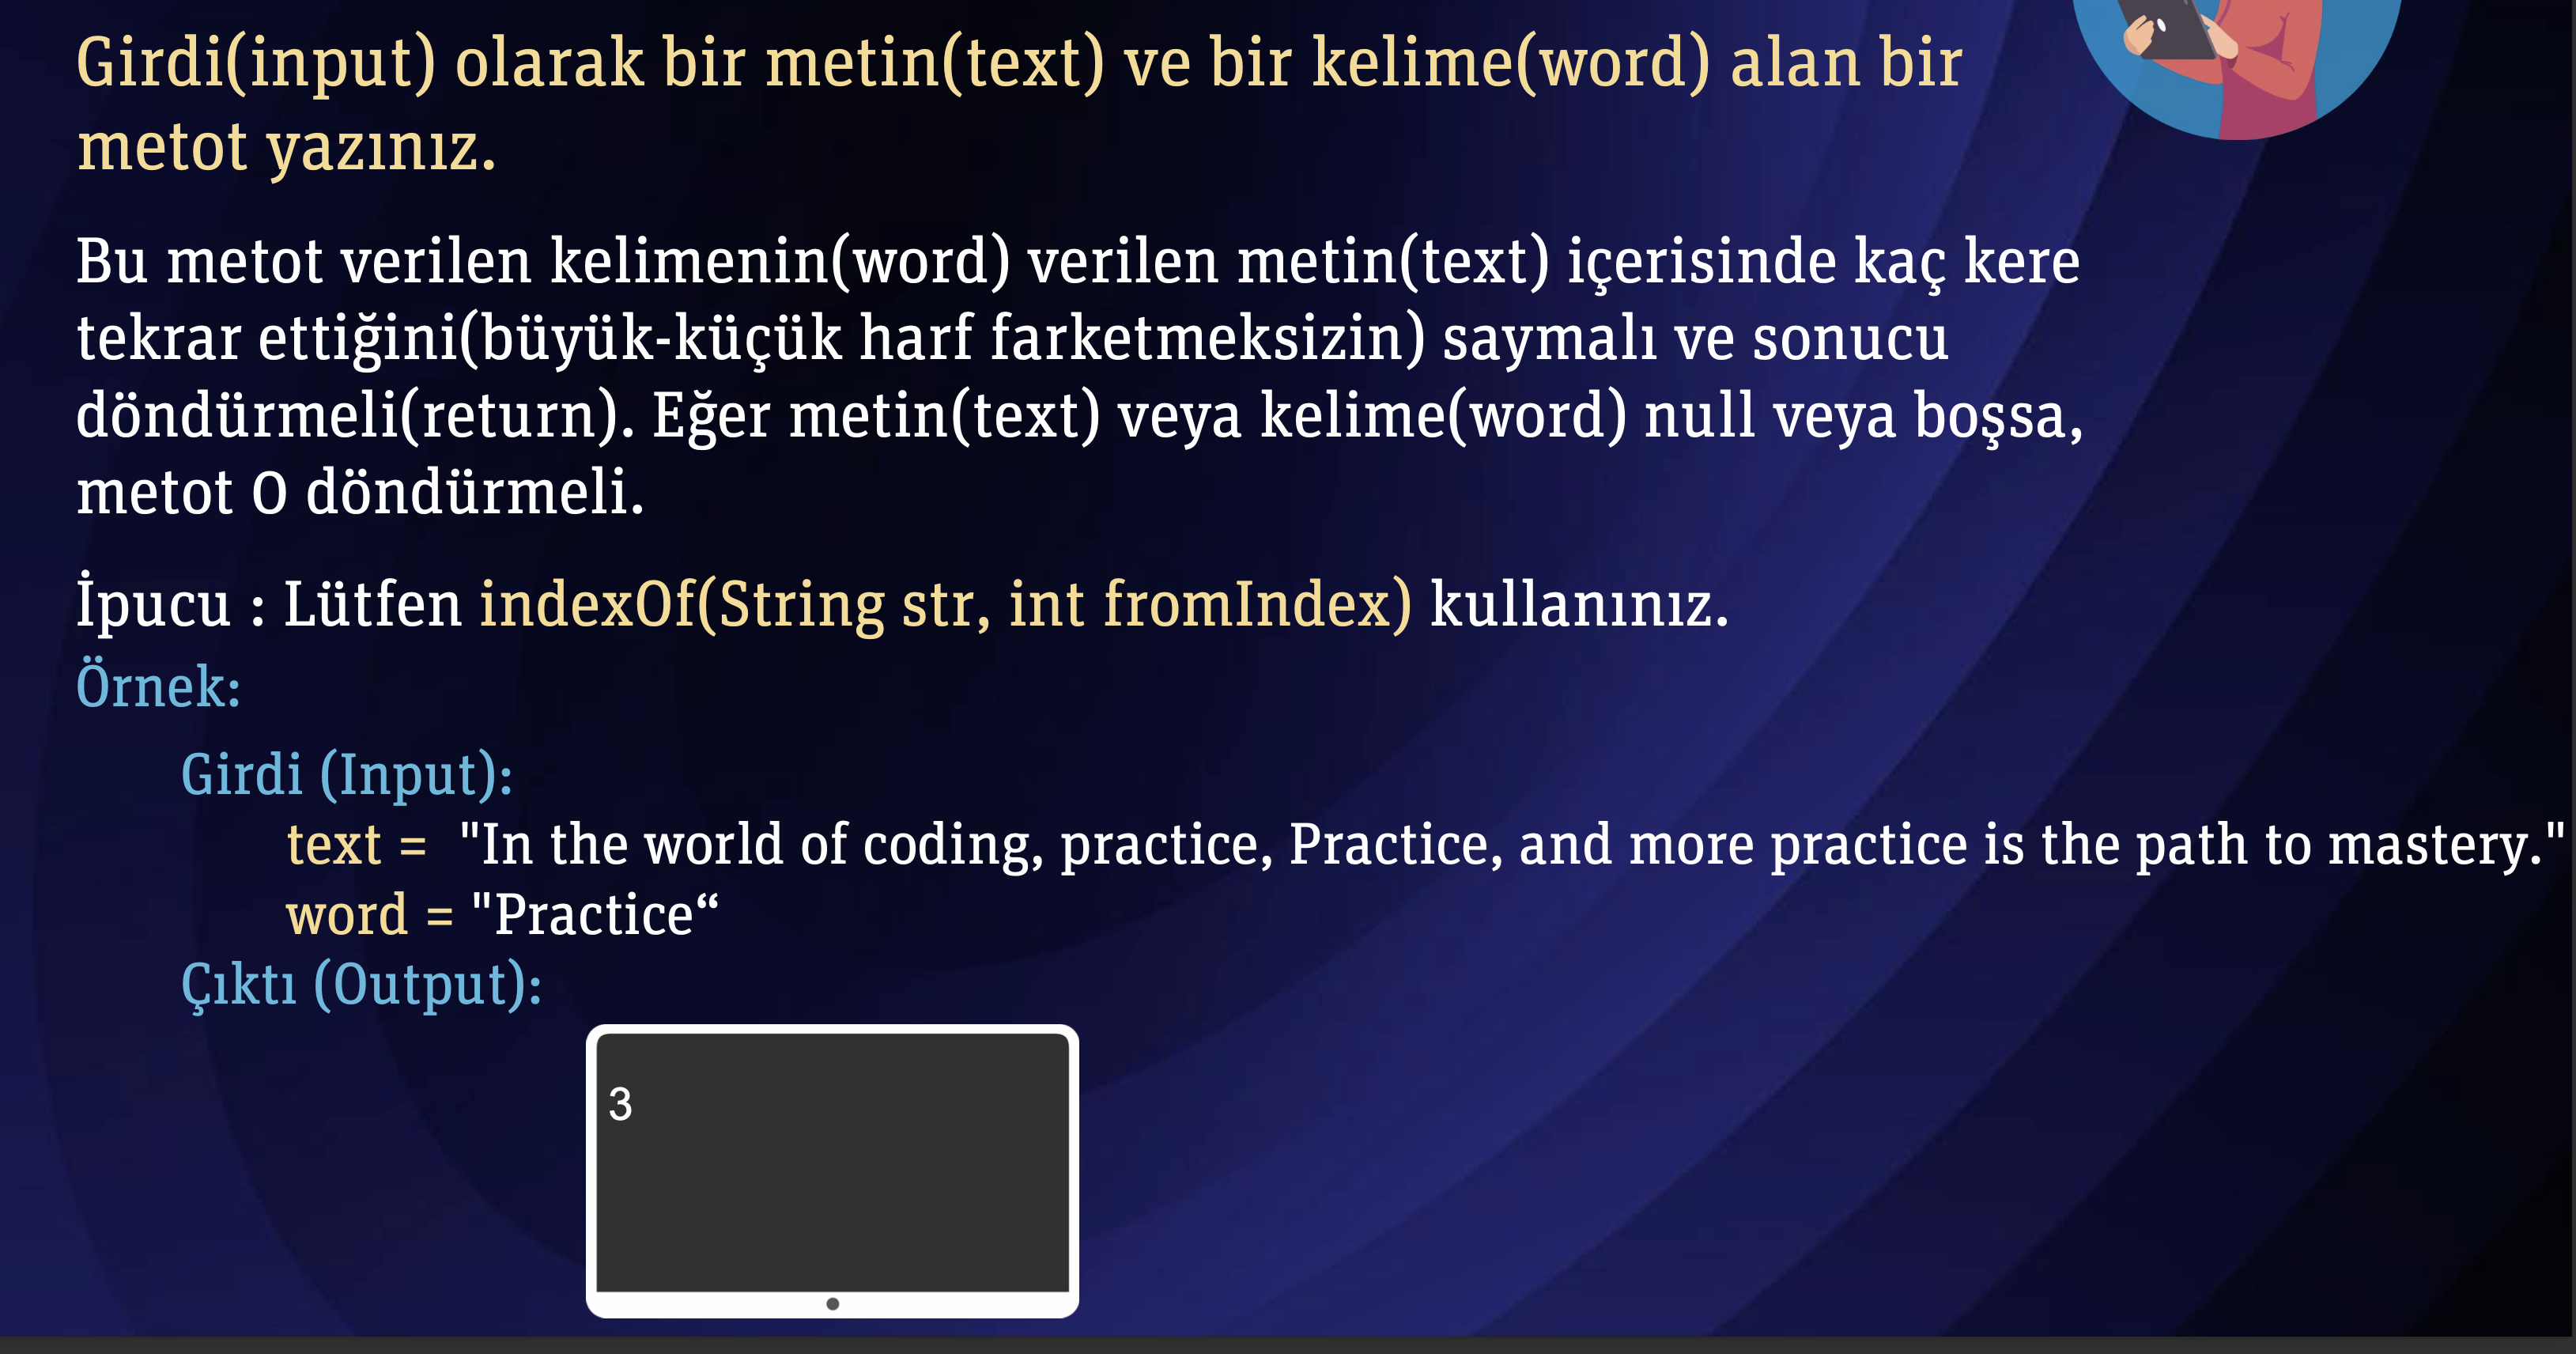 Girdi(input) olarak bir metin(text) ve bir kelime(word) alan bir
metot yazınız.
Bu metot verilen kelimenin(word) verilen metin(text) içerisinde kaç kere
tekrar ettiğini(büyük-küçük harf farketmeksizin) saymalı ve sonucu
döndürmeli(return). Eğer metin(text) veya kelime(word) null veya boşsa,
metot 0 döndürmeli.
İpucu : Lütfen indexOf(String str, int fromIndex) kullanınız.
Örnek:
Girdi (Input):
text = "In the world of coding, practice, Practice, and more practice is the path to mastery."
word = "Practice“
Çıktı (Output):
3